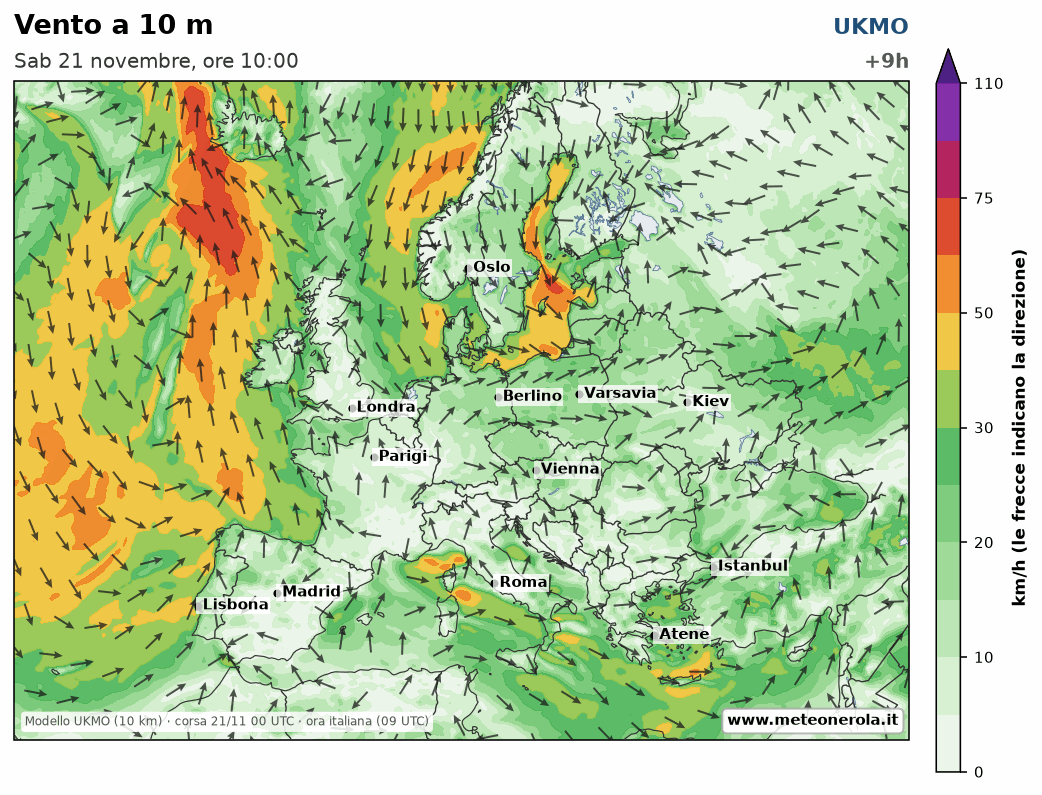 Vento a 10 m
UKMO
Sab 21 novembre, ore 10:00
+9h
110
75
50
30
20
10
0
km/h (le frecce indicano la direzione)
Oslo
Berlino
Varsavia
Kiev
Londra
Parigi
Vienna
Istanbul
Roma
Madrid
Lisbona
Atene
Modello UKMO (10 km) · corsa 21/11 00 UTC · ora italiana (09 UTC)
www.meteonerola.it